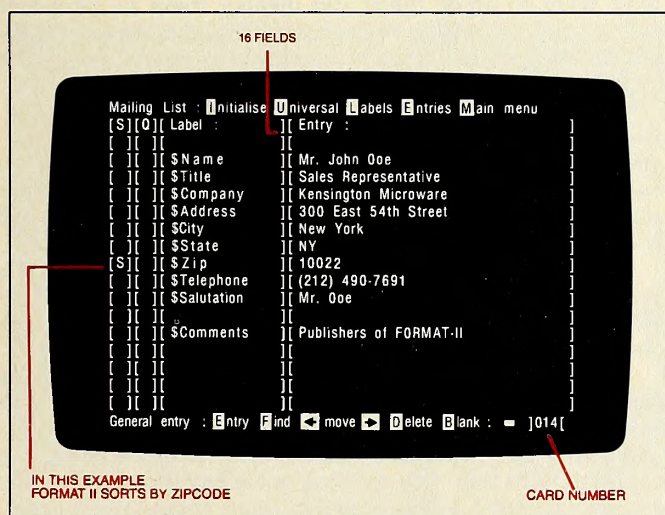 16 FIELDS
Mailing List : Initialise Universal Labels Entries Main menu
[S][Q][ Label : ][ Entry : ]
[ ][ ][ ][ ]
[ ][ ][ $Name ][ Mr. John Ooe ]
[ ][ ][ $Title ][ Sales Representative ]
[ ][ ][ $Company ][ Kensington Microware ]
[ ][ ][ $Address ][ 300 East 54th Street ]
[ ][ ][ $City ][ New York ]
[ ][ ][ $State ][ NY ]
[S][ ][ $Zip ][ 10022 ]
[ ][ ][ $Telephone ][ (212) 490-7691 ]
[ ][ ][ $Salutation ][ Mr. Ooe ]
[ ][ ][ ][ ]
[ ][ ][ $Comments ][ Publishers of FORMAT-II ]
[ ][ ][ ][ ]
[ ][ ][ ][ ]
[ ][ ][ ][ ]
General entry : Entry Find ◄ move ► Delete Blank : ]014[
IN THIS EXAMPLE
FORMAT II SORTS BY ZIPCODE
CARD NUMBER